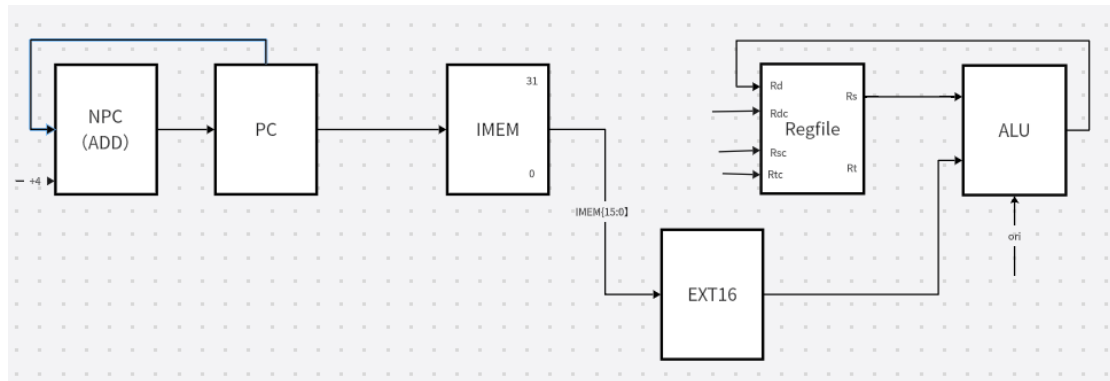 NPC
（ADD）
+4
PC
31
IMEM
0
IMEM[15:0】
EXT16
Rd
Rdc
Rsc
Rtc
Regfile
Rs
Rt
ALU
ori